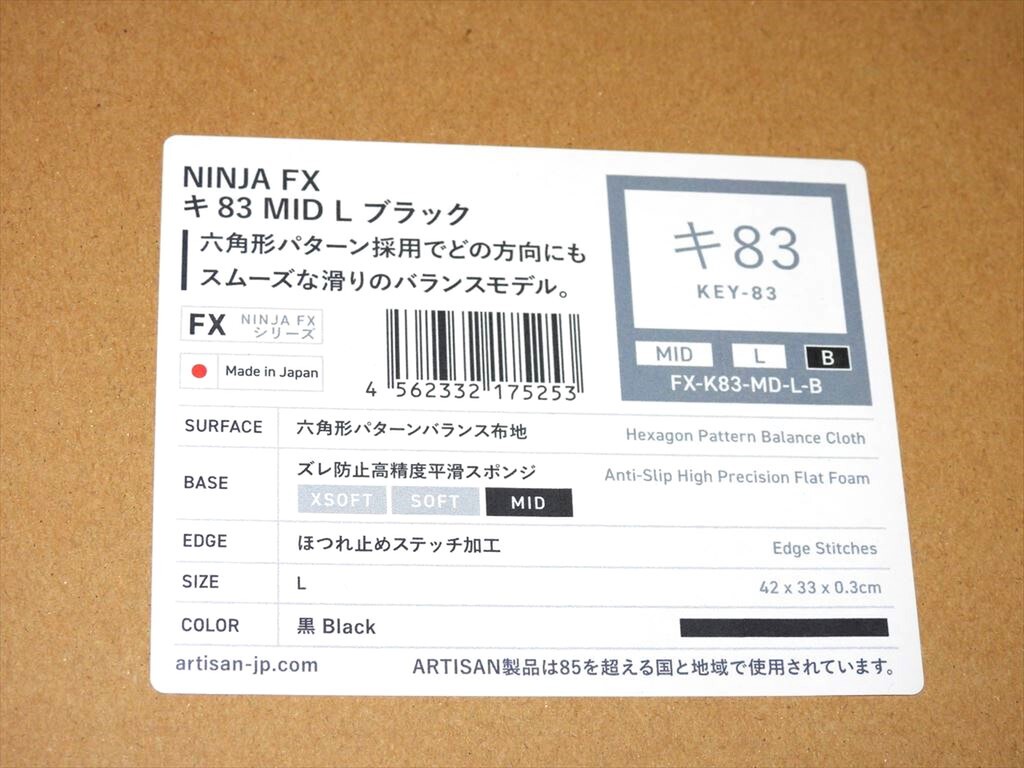 NINJA FX
キ 83 MID L ブラック
六角形パターン採用でどの方向にも
スムーズな滑りのバランスモデル。
FX NINJA FX
シリーズ
Made in Japan
4 562332 175253
キ83
KEY-83
MID L B
FX-K83-MD-L-B
SURFACE 六角形パターンバランス布地 Hexagon Pattern Balance Cloth
BASE ズレ防止高精度平滑スポンジ Anti-Slip High Precision Flat Foam
XSOFT SOFT MID
EDGE ほつれ止めステッチ加工 Edge Stitches
SIZE L 42 x 33 x 0.3cm
COLOR 黒 Black
artisan-jp.com ARTISAN製品は85を超える国と地域で使用されています。